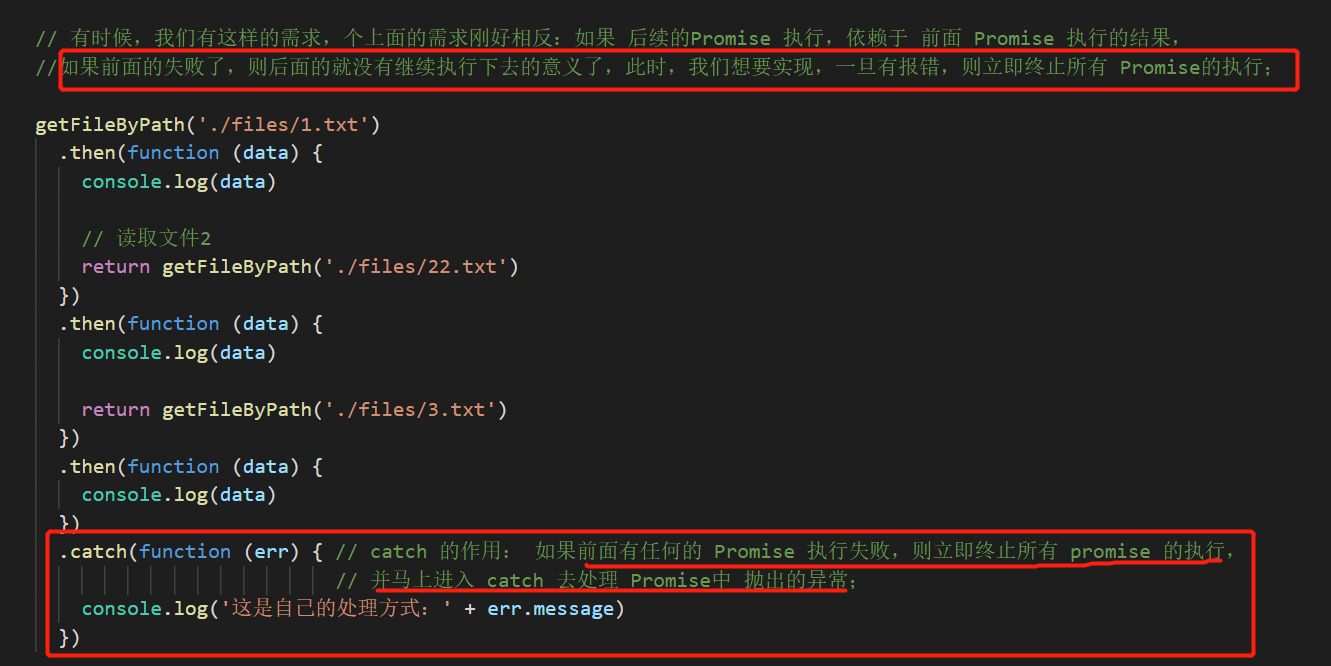 // 有时候，我们有这样的需求，个上面的需求刚好相反：如果 后续的Promise 执行，依赖于 前面 Promise 执行的结果，
//如果前面的失败了，则后面的就没有继续执行下去的意义了，此时，我们想要实现，一旦有报错，则立即终止所有 Promise的执行；
getFileByPath('./files/1.txt')
.then(function (data) {
console.log(data)
// 读取文件2
return getFileByPath('./files/22.txt')
})
.then(function (data) {
console.log(data)
return getFileByPath('./files/3.txt')
})
.then(function (data) {
console.log(data)
})
.catch(function (err) { // catch 的作用： 如果前面有任何的 Promise 执行失败，则立即终止所有 promise 的执行，
// 并马上进入 catch 去处理 Promise中 抛出的异常；
console.log('这是自己的处理方式：' + err.message)
})